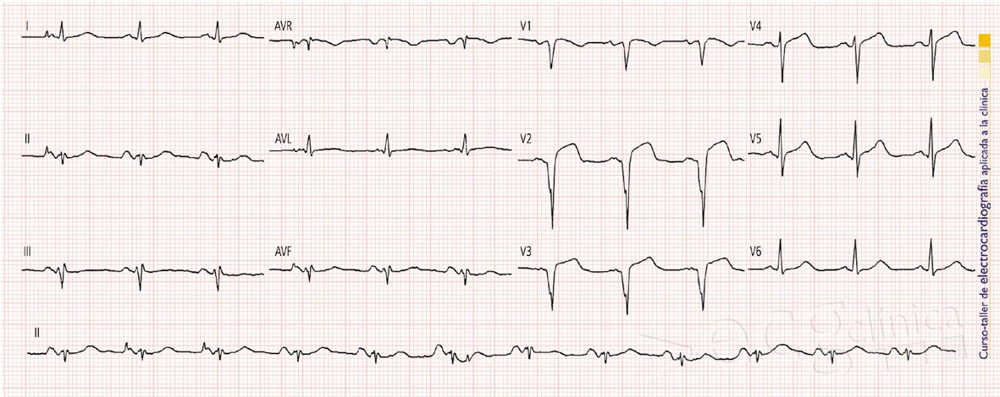 I
AVR
V1
V4
II
AVL
V2
V5
III
AVF
V3
V6
II
Curso-taller de electrocardiografía aplicada a la clínica